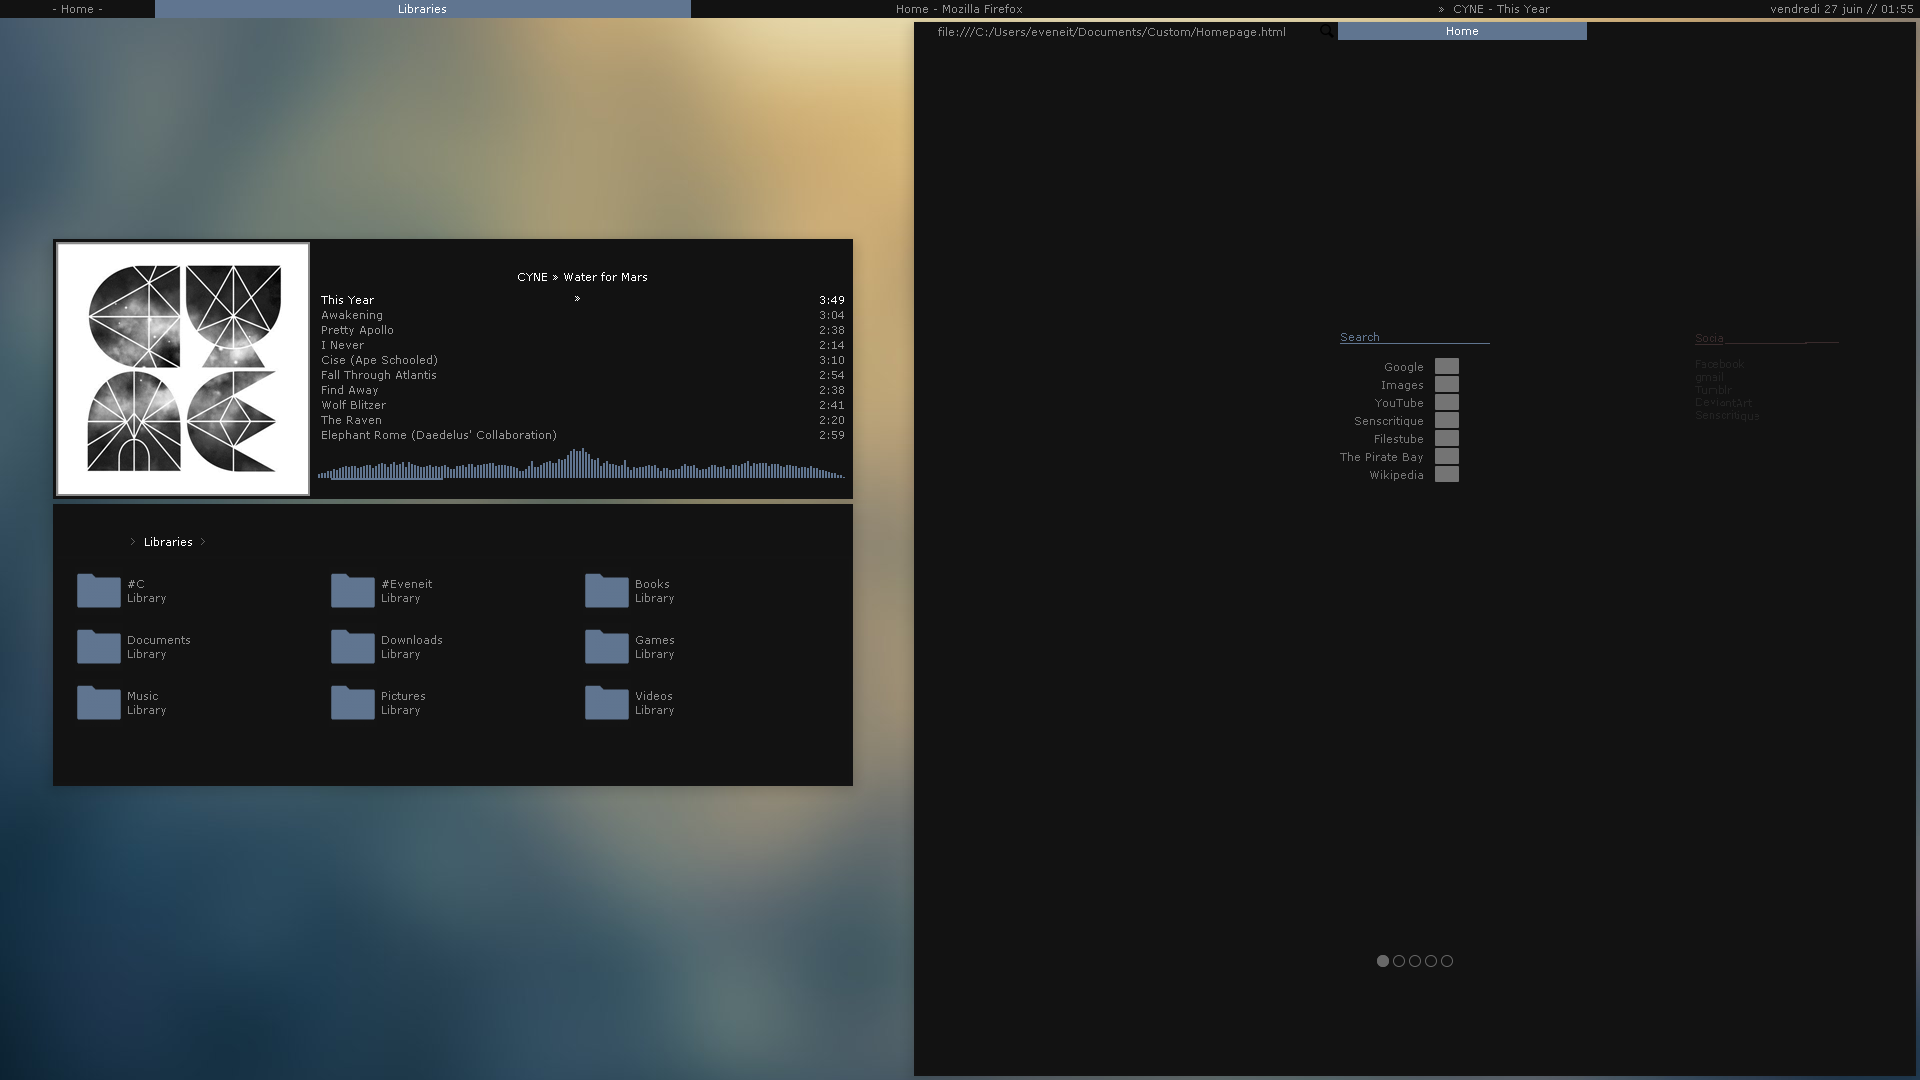 - Home -
Libraries
Home - Mozilla Firefox
» CYNE - This Year
vendredi 27 juin // 01:55
file:///C:/Users/eveneit/Documents/Custom/Homepage.html
Home
CYNE » Water for Mars
»
This Year 3:49
Awakening 3:04
Pretty Apollo 2:38
I Never 2:14
Cise (Ape Schooled) 3:10
Fall Through Atlantis 2:54
Find Away 2:38
Wolf Blitzer 2:41
The Raven 2:20
Elephant Rome (Daedelus' Collaboration) 2:59
> Libraries >
#C
Library
#Eveneit
Library
Books
Library
Documents
Library
Downloads
Library
Games
Library
Music
Library
Pictures
Library
Videos
Library
Search
Google
Images
YouTube
Senscritique
Filestube
The Pirate Bay
Wikipedia
Socia
Facebook
gmail
Tumblr
DeviantArt
Senscritique